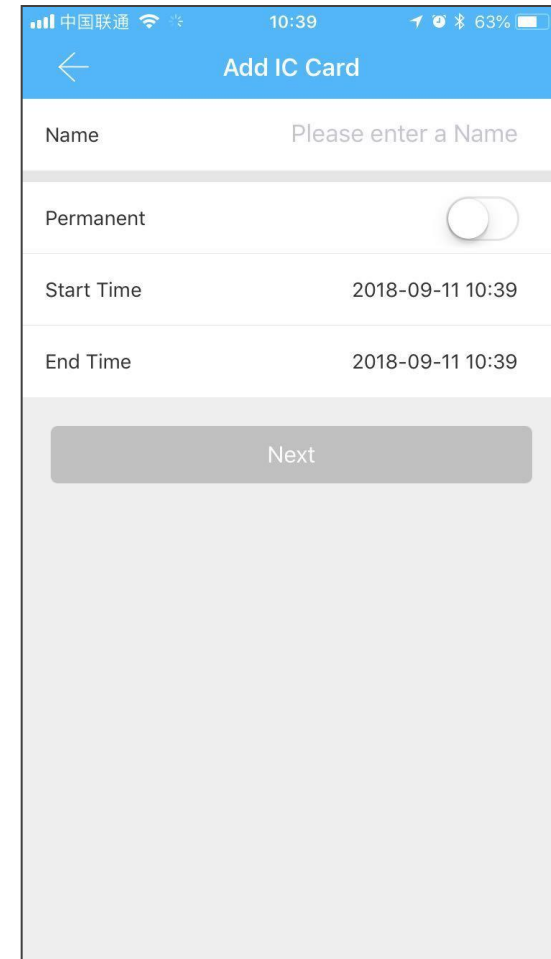 中国联通 10:39 63%
Add IC Card
Name Please enter a Name
Permanent
Start Time 2018-09-11 10:39
End Time 2018-09-11 10:39
Next